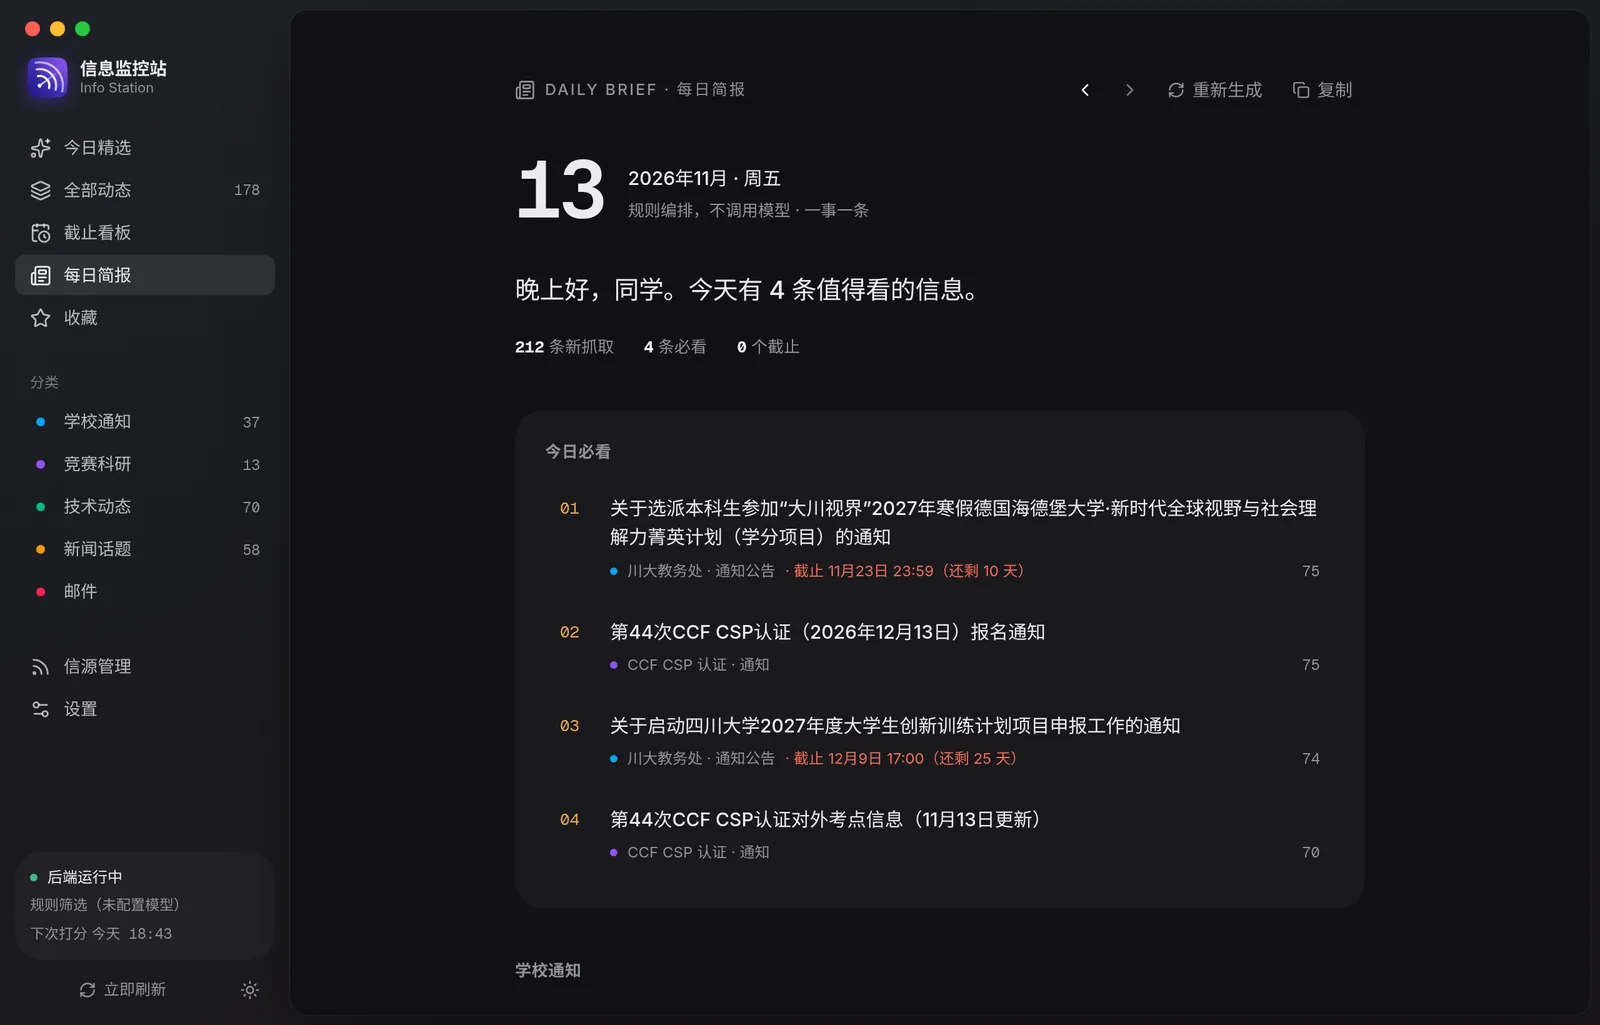 信息监控站
Info Station
今日精选
全部动态 178
截止看板
每日简报
收藏
分类
学校通知 37
竞赛科研 13
技术动态 70
新闻话题 58
邮件
信源管理
设置
后端运行中
规则筛选（未配置模型）
下次打分 今天 18:43
立即刷新
DAILY BRIEF · 每日简报
重新生成
复制
13
2026年11月 · 周五
规则编排，不调用模型 · 一事一条
晚上好，同学。今天有 4 条值得看的信息。
212 条新抓取 4 条必看 0 个截止
今日必看
01 关于选派本科生参加“大川视界”2027年寒假德国海德堡大学·新时代全球视野与社会理
解力菁英计划（学分项目）的通知
川大教务处 · 通知公告 · 截止 11月23日 23:59（还剩 10 天） 75
02 第44次CCF CSP认证（2026年12月13日）报名通知
CCF CSP 认证 · 通知 75
03 关于启动四川大学2027年度大学生创新训练计划项目申报工作的通知
川大教务处 · 通知公告 · 截止 12月9日 17:00（还剩 25 天） 74
04 第44次CCF CSP认证对外考点信息（11月13日更新）
CCF CSP 认证 · 通知 70
学校通知